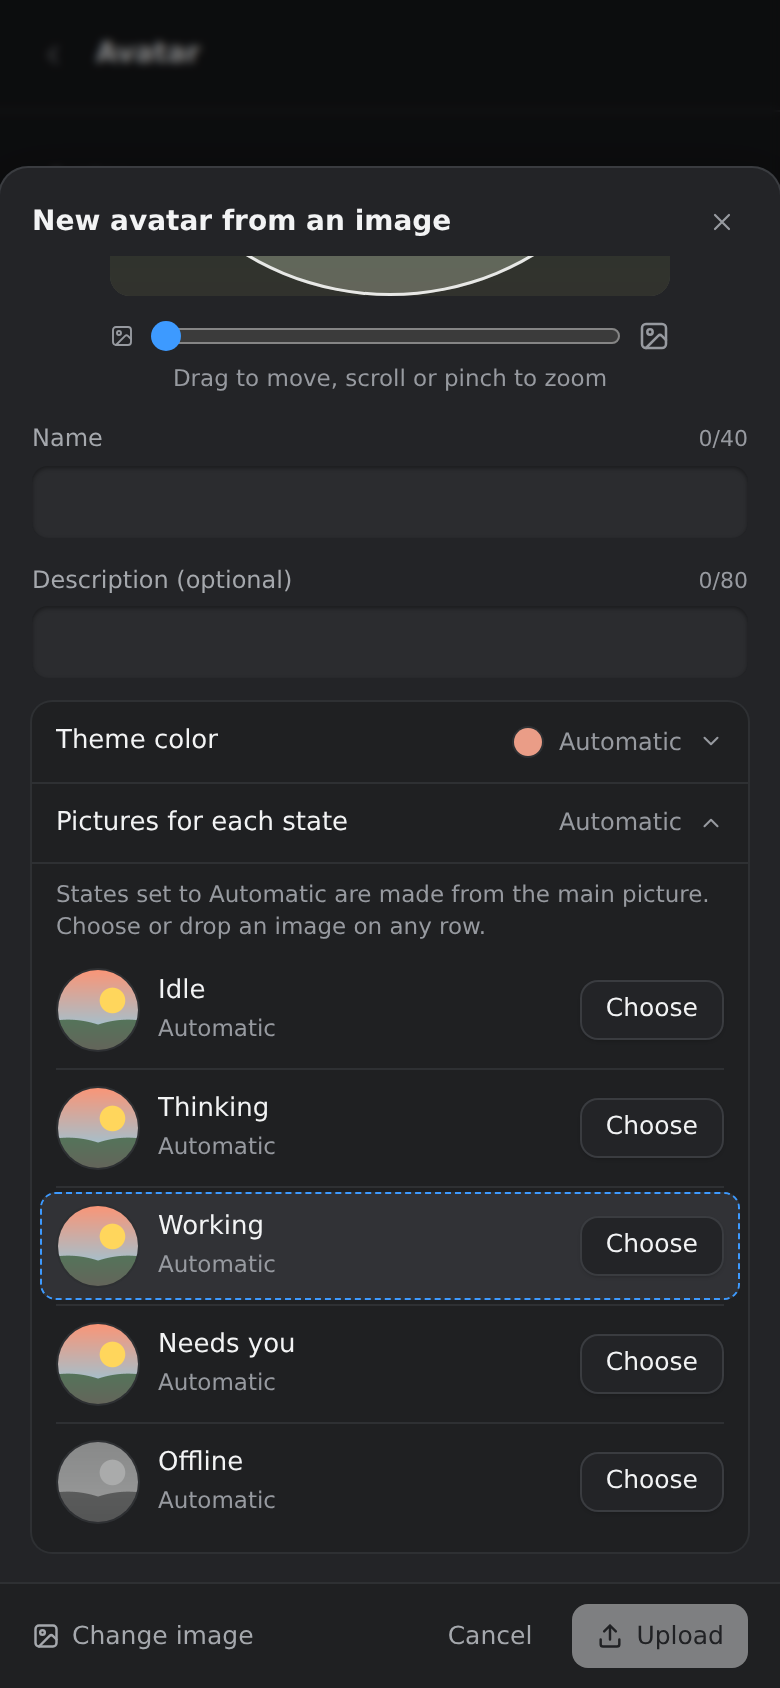 Avatar
New avatar from an image
Drag to move, scroll or pinch to zoom
Name 0/40
Description (optional) 0/80
Theme color Automatic
Pictures for each state Automatic
States set to Automatic are made from the main picture.
Choose or drop an image on any row.
Idle
Automatic
Choose
Thinking
Automatic
Choose
Working
Automatic
Choose
Needs you
Automatic
Choose
Offline
Automatic
Choose
Change image Cancel Upload